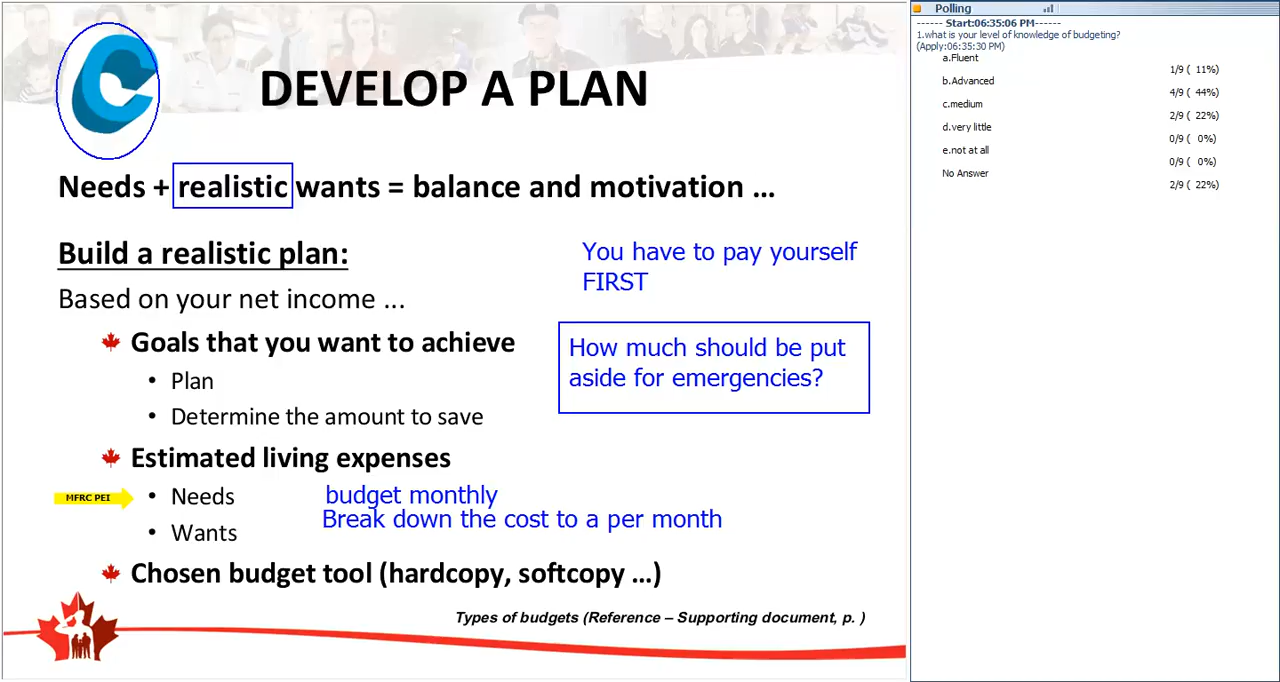 C
DEVELOP A PLAN
Needs + realistic wants = balance and motivation ...
Build a realistic plan:
Based on your net income ...
Goals that you want to achieve
• Plan
• Determine the amount to save
Estimated living expenses
• Needs
• Wants
Chosen budget tool (hardcopy, softcopy ...)
You have to pay yourself
FIRST
How much should be put
aside for emergencies?
MFRC PEI
budget monthly
Break down the cost to a per month
Types of budgets (Reference – Supporting document, p. )
Polling
------ Start:06:35:06 PM------
1.what is your level of knowledge of budgeting?
(Apply:06:35:30 PM)
a.Fluent
1/9 ( 11%)
b.Advanced
4/9 ( 44%)
c.medium
2/9 ( 22%)
d.very little
0/9 ( 0%)
e.not at all
0/9 ( 0%)
No Answer
2/9 ( 22%)